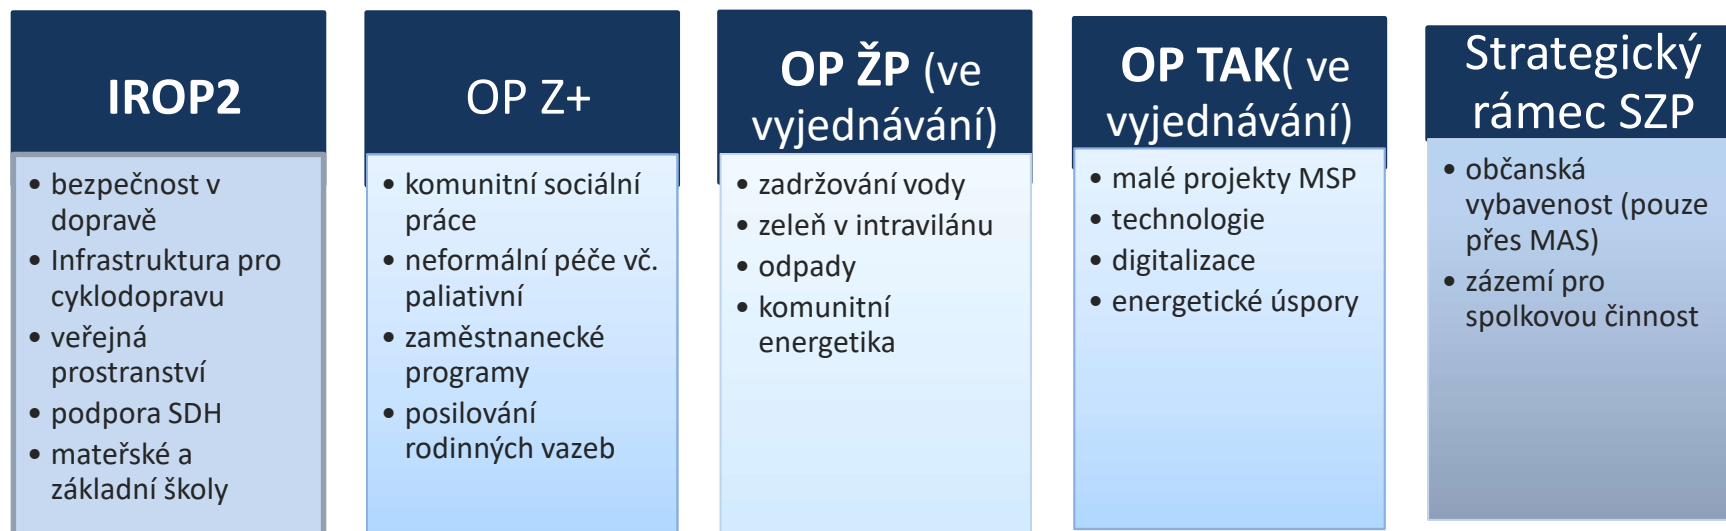 IROP2
• bezpečnost v
dopravě
• Infrastruktura pro
cyklodopravu
• veřejná
prostranství
• podpora SDH
• mateřské a
základní školy
OP Z+
• komunitní sociální
práce
• neformální péče vč.
paliativní
• zaměstnanecké
programy
• posilování
rodinných vazeb
OP ŽP (ve
vyjednávání)
• zadržování vody
• zeleň v intravilánu
• odpady
• komunitní
energetika
OP TAK( ve
vyjednávání)
• malé projekty MSP
• technologie
• digitalizace
• energetické úspory
Strategický
rámec SZP
• občanská
vybavenost (pouze
přes MAS)
• zázemí pro
spolkovou činnost